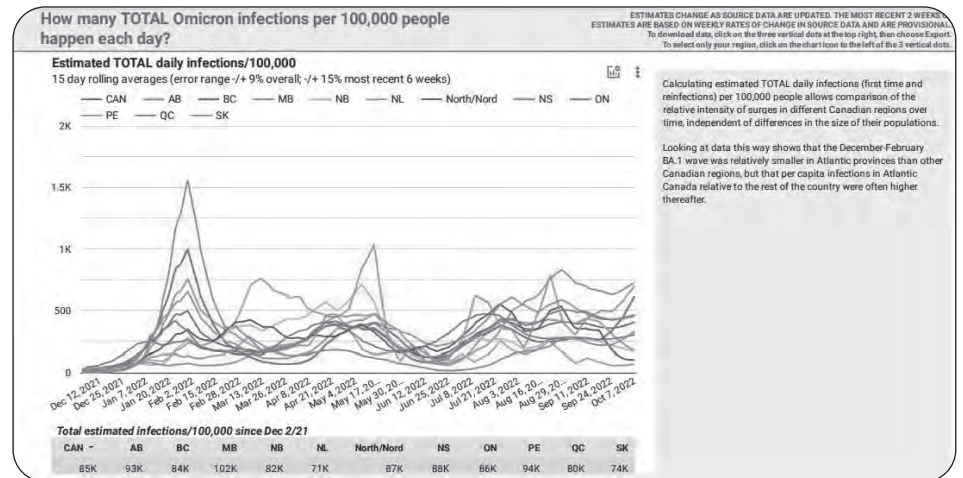 How many TOTAL Omicron infections per 100,000 people
happen each day?
ESTIMATES CHANGE AS SOURCE DATA ARE UPDATED. THE MOST RECENT 2 WEEKS
ESTIMATES ARE BASED ON WEEKLY RATES OF CHANGE IN SOURCE DATA AND ARE PROVISIONAL.
To download data, click on the three vertical dots at the top right, then choose Export.
To select only your region, click on the chart icon to the left of the 3 vertical dots.
Estimated TOTAL daily infections/100,000
15 day rolling averages (error range -/+ 9% overall; -/+ 15% most recent 6 weeks)
CAN AB BC MB NB NL North/Nord NS ON
PE QC SK
2K
1.5K
1K
500
0
Dec 12, 2021 Dec 25, 2021 Jan 7, 2022 Jan 20, 2022 Feb 2, 2022 Feb 15, 2022 Feb 28, 2022 Mar 13, 2022 Mar 26, 2022 Apr 8, 2022 Apr 21, 2022 May 4, 2022 May 17, 20... May 30, 20... Jun 12, 2022 Jun 25, 2022 Jul 8, 2022 Jul 21, 2022 Aug 3, 2022 Aug 16, 20... Aug 29, 20... Sep 11, 2022 Sep 24, 2022 Oct 7, 2022
Calculating estimated TOTAL daily infections (first time and
reinfections) per 100,000 people allows comparison of the
relative intensity of surges in different Canadian regions over
time, independent of differences in the size of their populations.
Looking at data this way shows that the December-February
BA.1 wave was relatively smaller in Atlantic provinces than other
Canadian regions, but that per capita infections in Atlantic
Canada relative to the rest of the country were often higher
thereafter.
Total estimated infections/100,000 since Dec 2/21
CAN AB BC MB NB NL North/Nord NS ON PE QC SK
85K 93K 84K 102K 82K 71K 87K 88K 86K 94K 80K 74K